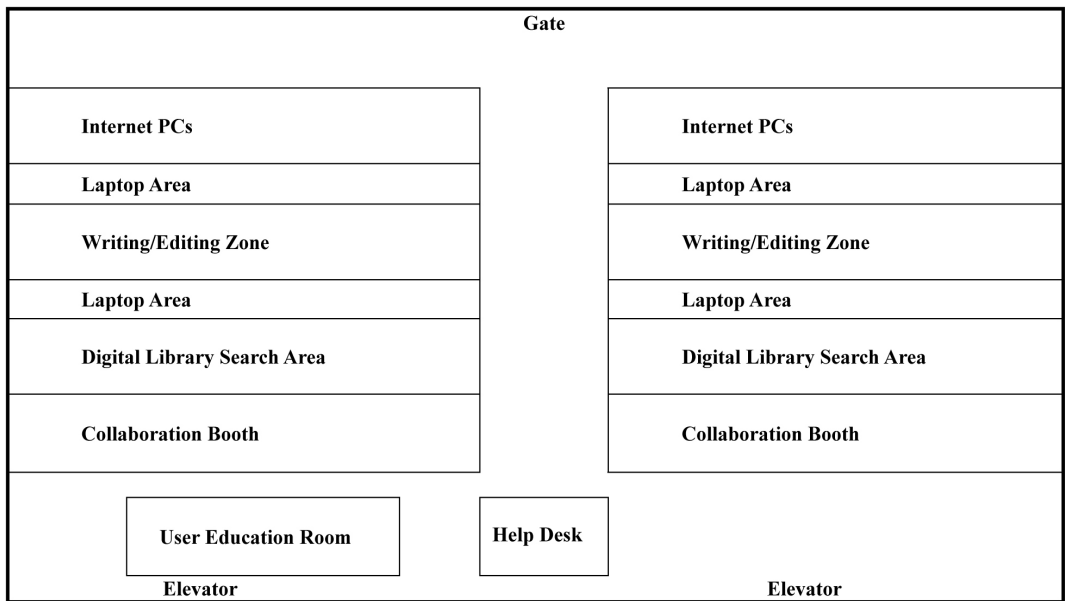 Gate
Internet PCs
Internet PCs
Laptop Area
Laptop Area
Writing/Editing Zone
Writing/Editing Zone
Laptop Area
Laptop Area
Digital Library Search Area
Digital Library Search Area
Collaboration Booth
Collaboration Booth
User Education Room
Help Desk
Elevator
Elevator